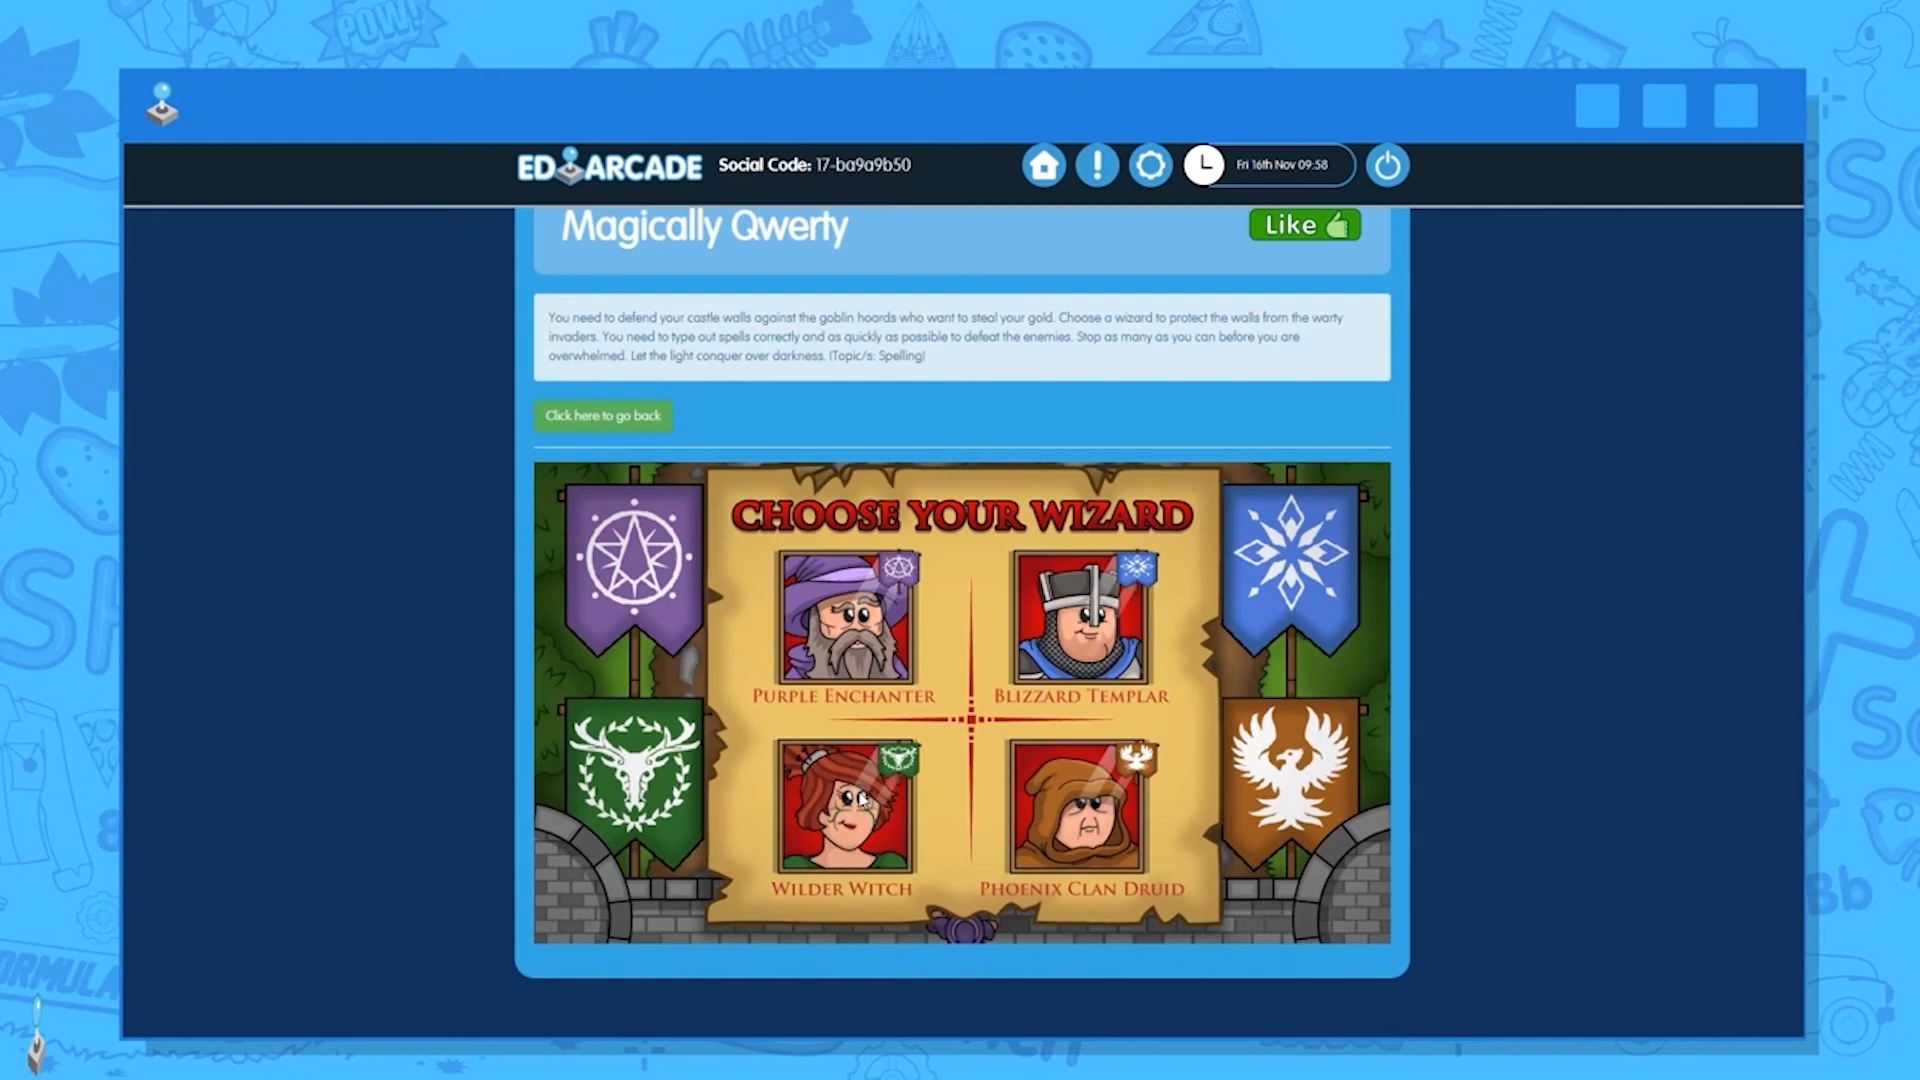 POW!
ED ARCADE
Social Code: 17-ba9a9b50
Fri 16th Nov 09:58
Magically Qwerty
Like
You need to defend your castle walls against the goblin hoards who want to steal your gold. Choose a wizard to protect the walls from the warty
invaders. You need to type out spells correctly and as quickly as possible to defeat the enemies. Stop as many as you can before you are
overwhelmed. Let the light conquer over darkness. (Topic/s: Spelling)
Click here to go back
CHOOSE YOUR WIZARD
PURPLE ENCHANTER
BLIZZARD TEMPLAR
WILDER WITCH
PHOENIX CLAN DRUID
Bb